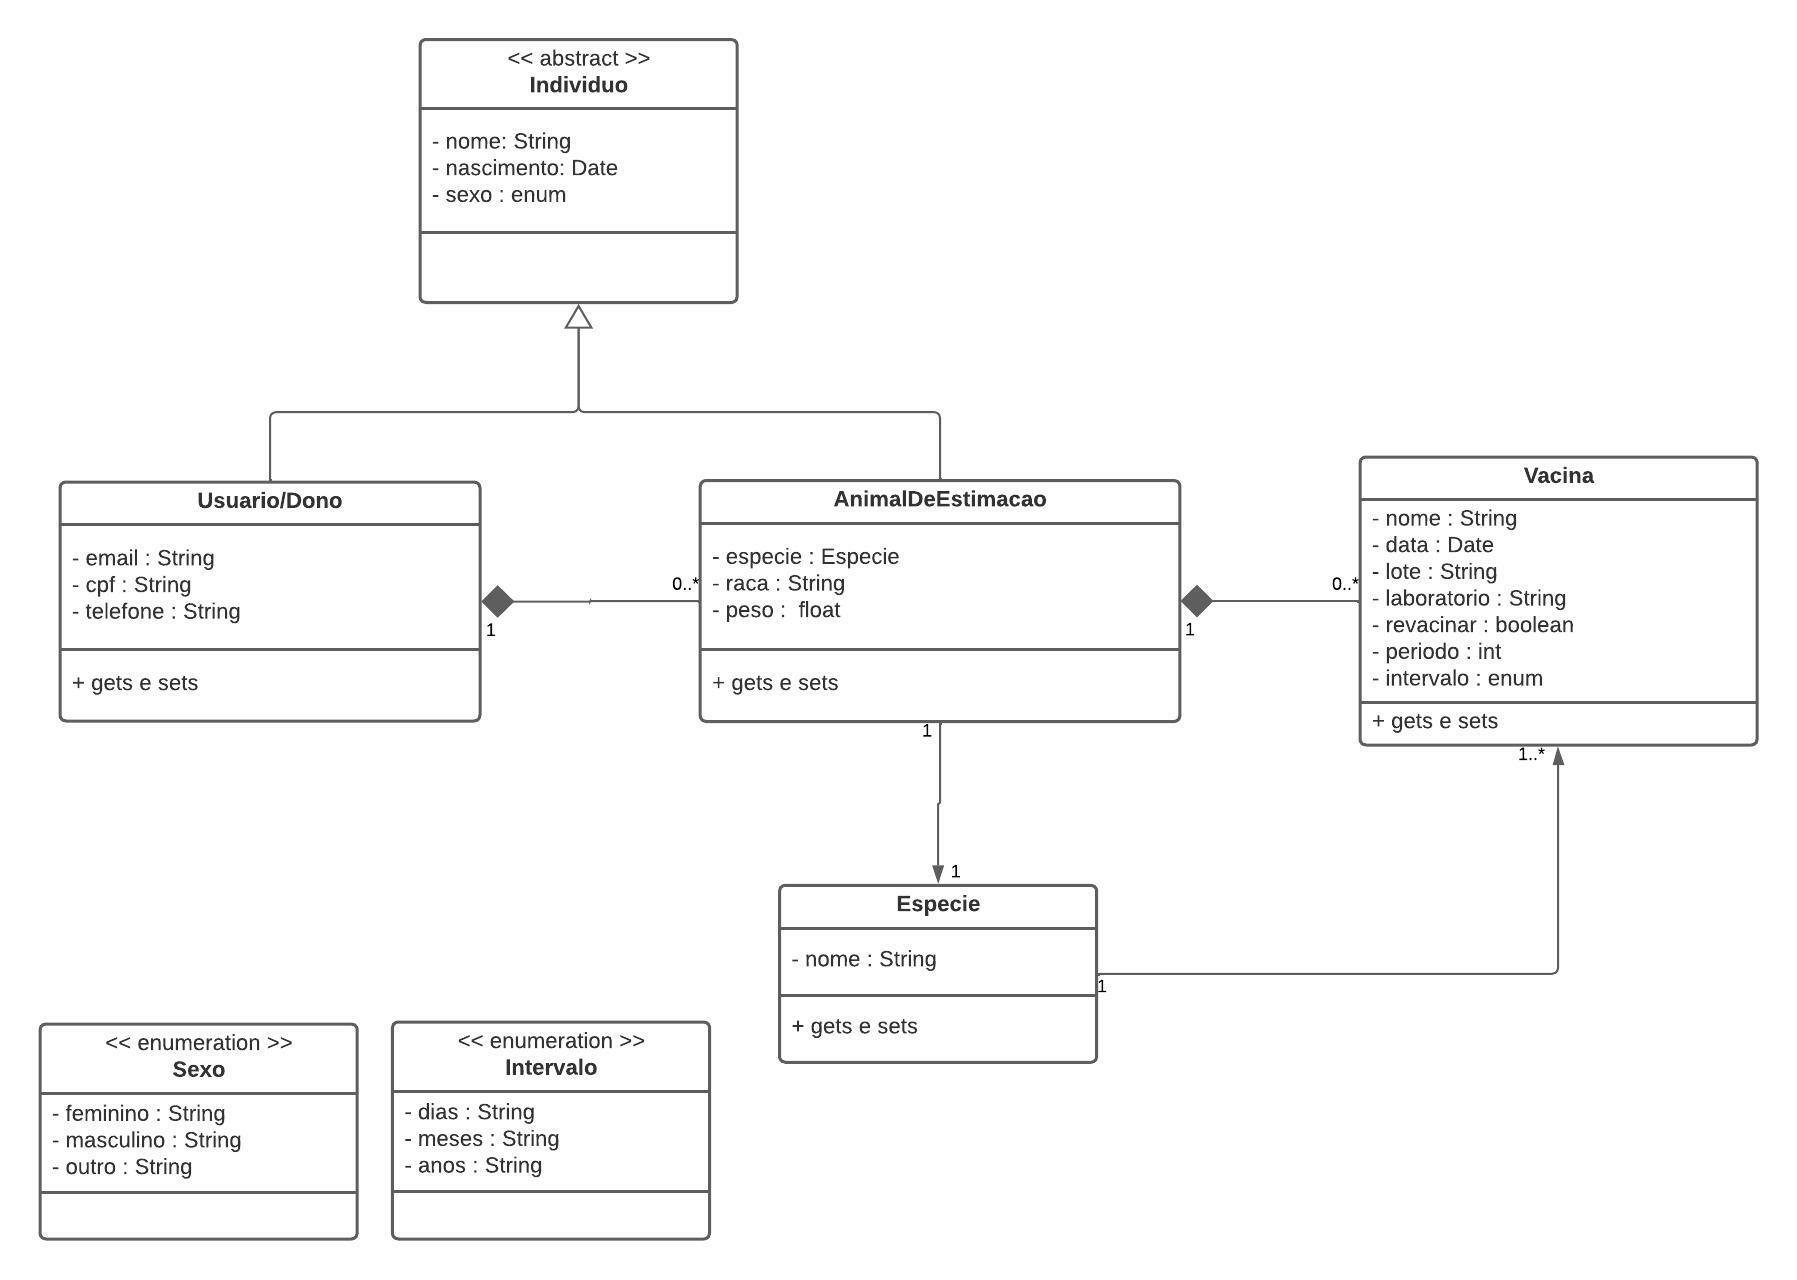 << abstract >>
Individuo
- nome: String
- nascimento: Date
- sexo : enum
Usuario/Dono
- email : String
- cpf : String
- telefone : String
+ gets e sets
1
0..*
AnimalDeEstimacao
- especie : Especie
- raca : String
- peso :  float
+ gets e sets
1
0..*
Vacina
- nome : String
- data : Date
- lote : String
- laboratorio : String
- revacinar : boolean
- periodo : int
- intervalo : enum
+ gets e sets
1
1..*
1
Especie
- nome : String
+ gets e sets
1
<< enumeration >>
Sexo
- feminino : String
- masculino : String
- outro : String
<< enumeration >>
Intervalo
- dias : String
- meses : String
- anos : String